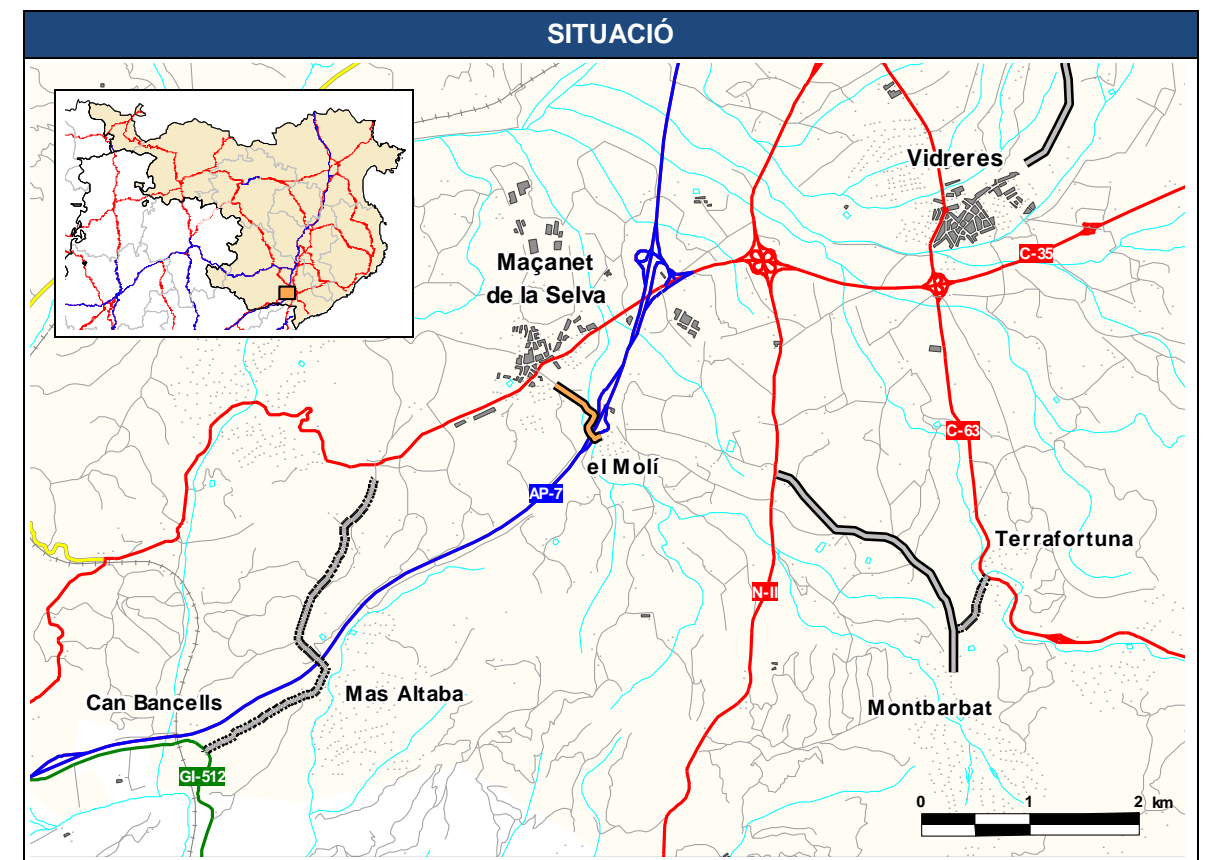 SITUACIÓ
Vidreres
C-35
Maçanet
de la Selva
C-63
el Molí
AP-7
Terrafortuna
N-II
Mas Altaba
Can Bancells
Montbarbat
GI-512
0 1 2 km